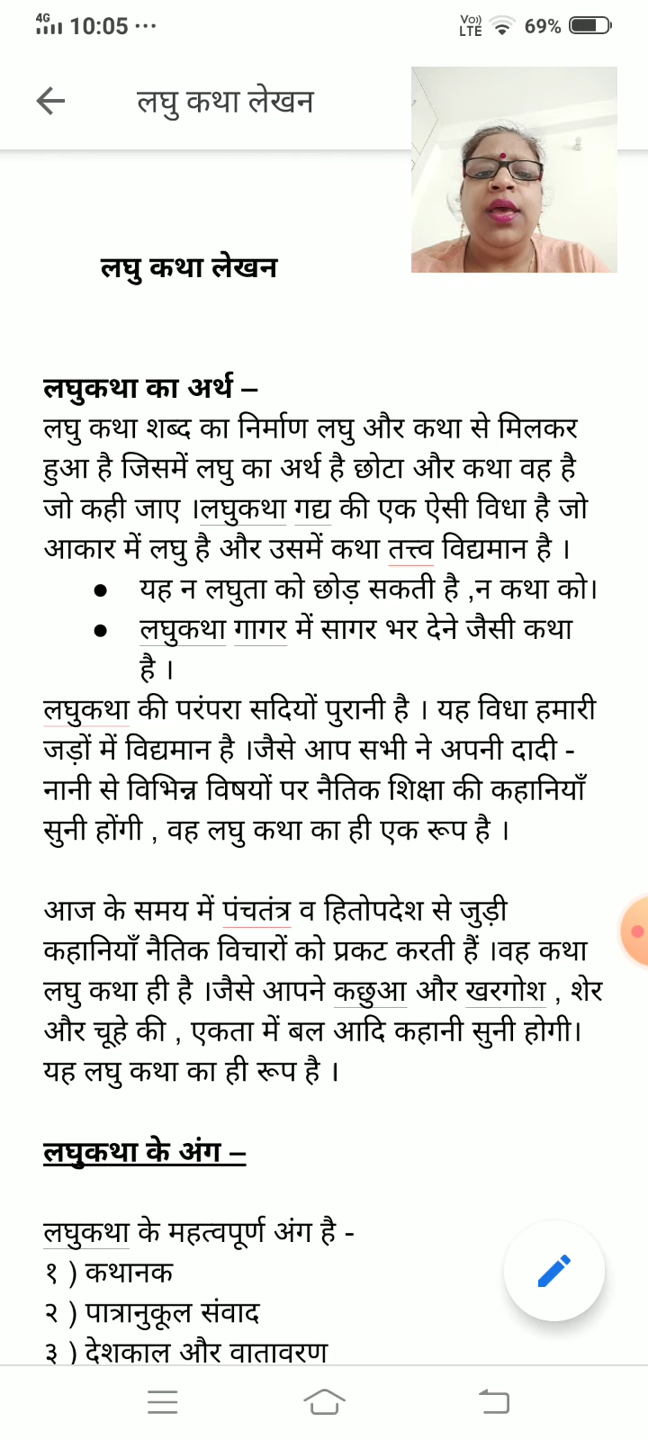 4G 10:05 ...
Vo)) LTE 69%
लघु कथा लेखन
लघु कथा लेखन
लघुकथा का अर्थ –
लघु कथा शब्द का निर्माण लघु और कथा से मिलकर
हुआ है जिसमें लघु का अर्थ है छोटा और कथा वह है
जो कही जाए ।लघुकथा गद्य की एक ऐसी विधा है जो
आकार में लघु है और उसमें कथा तत्त्व विद्यमान है ।
● यह न लघुता को छोड़ सकती है ,न कथा को।
● लघुकथा गागर में सागर भर देने जैसी कथा
है ।
लघुकथा की परंपरा सदियों पुरानी है । यह विधा हमारी
जड़ों में विद्यमान है ।जैसे आप सभी ने अपनी दादी -
नानी से विभिन्न विषयों पर नैतिक शिक्षा की कहानियाँ
सुनी होंगी , वह लघु कथा का ही एक रूप है ।
आज के समय में पंचतंत्र व हितोपदेश से जुड़ी
कहानियाँ नैतिक विचारों को प्रकट करती हैं ।वह कथा
लघु कथा ही है ।जैसे आपने कछुआ और खरगोश , शेर
और चूहे की , एकता में बल आदि कहानी सुनी होगी।
यह लघु कथा का ही रूप है ।
लघुकथा के अंग –
लघुकथा के महत्वपूर्ण अंग है -
१ ) कथानक
२ ) पात्रानुकूल संवाद
३ ) देशकाल और वातावरण